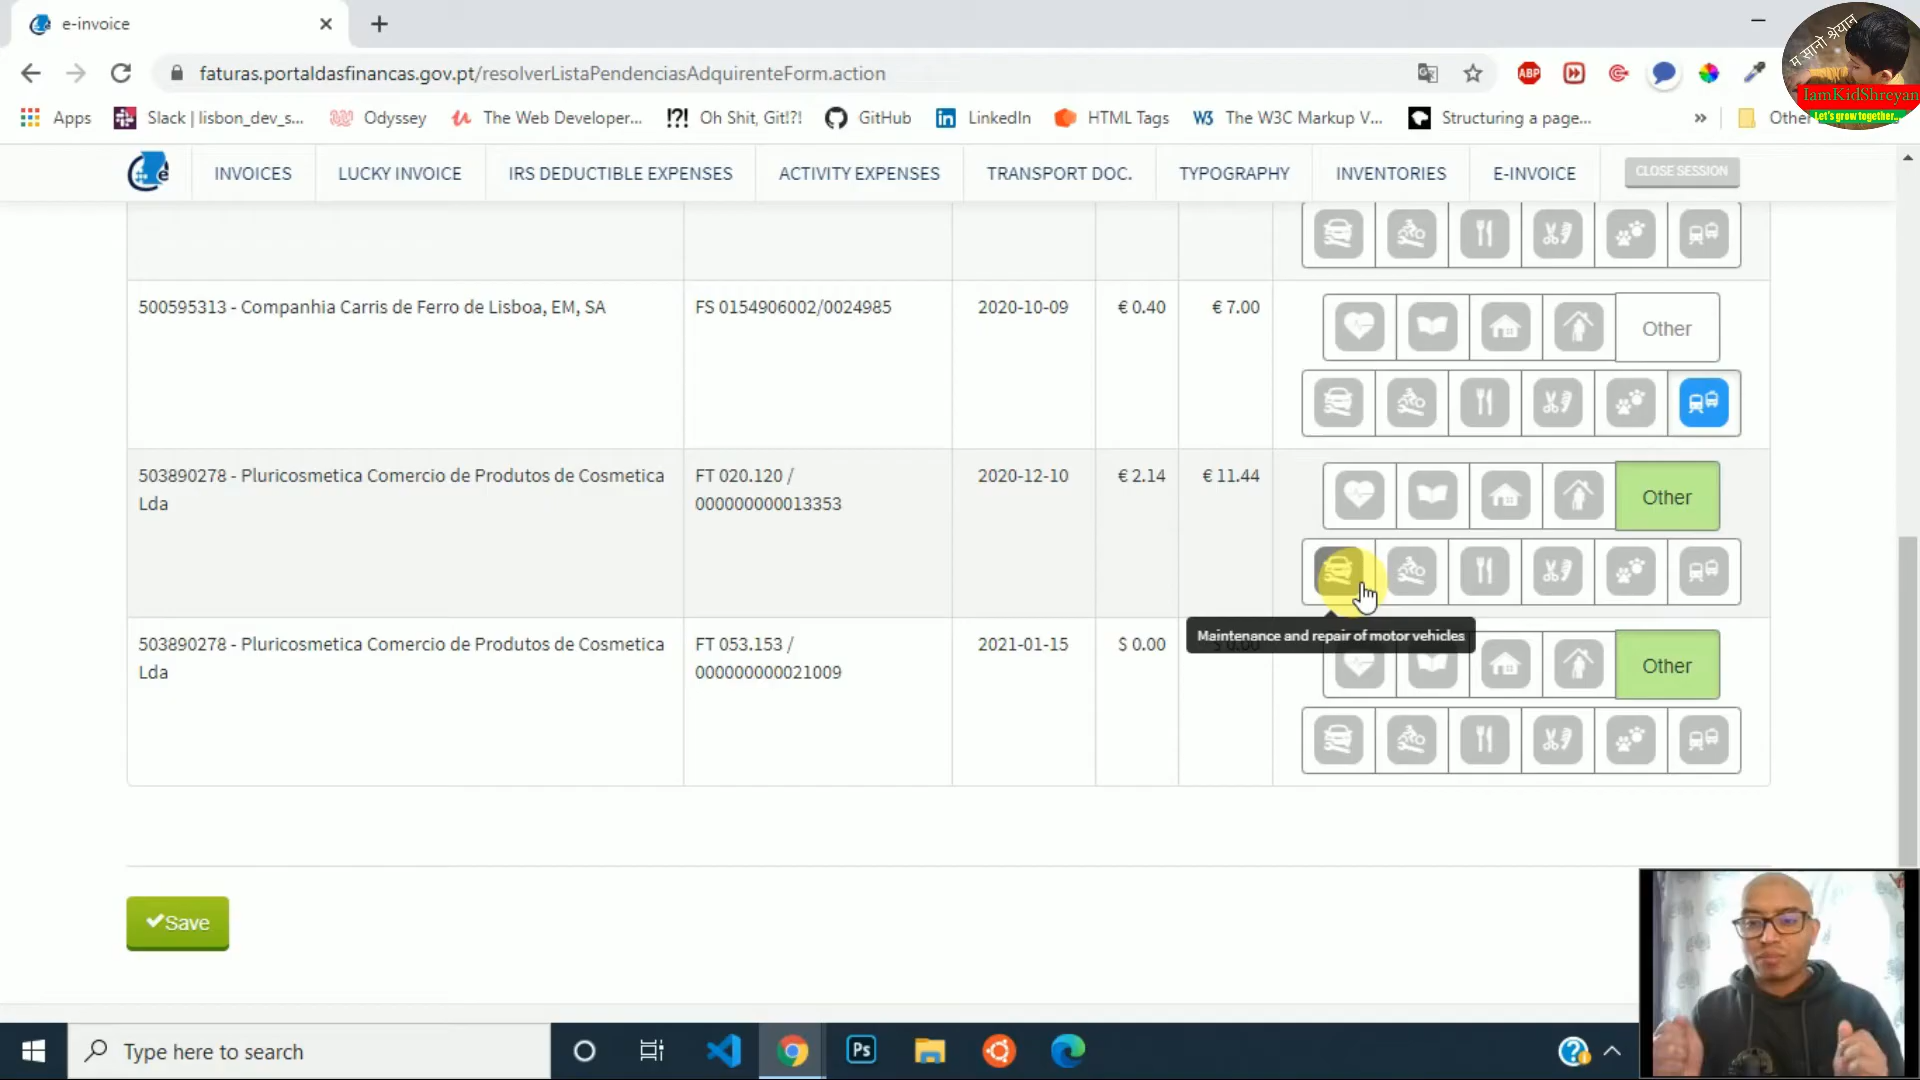 e-invoice
faturas.portaldasfinancas.gov.pt/resolverListaPendenciasAdquirenteForm.action
ABP
म सानो श्रेयान
IamKidShreyan
Let's grow together..
Apps
Slack | lisbon_dev_s...
Odyssey
The Web Developer...
!?! Oh Shit, Git!?!
GitHub
LinkedIn
HTML Tags
W3 The W3C Markup V...
Structuring a page...
»
Other
INVOICES
LUCKY INVOICE
IRS DEDUCTIBLE EXPENSES
ACTIVITY EXPENSES
TRANSPORT DOC.
TYPOGRAPHY
INVENTORIES
E-INVOICE
CLOSE SESSION
500595313 - Companhia Carris de Ferro de Lisboa, EM, SA
FS 0154906002/0024985
2020-10-09
€ 0.40
€ 7.00
Other
503890278 - Pluricosmetica Comercio de Produtos de Cosmetica
Lda
FT 020.120 /
000000000013353
2020-12-10
€ 2.14
€ 11.44
Other
Maintenance and repair of motor vehicles
503890278 - Pluricosmetica Comercio de Produtos de Cosmetica
Lda
FT 053.153 /
000000000021009
2021-01-15
$ 0.00
Other
Save
Type here to search
Ps